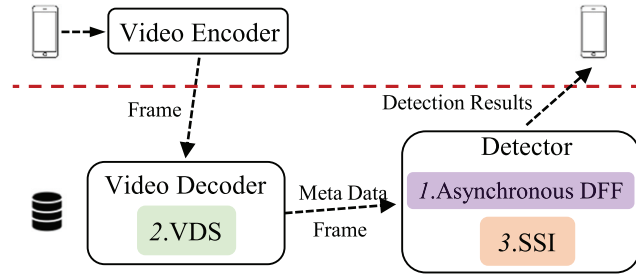 Video Encoder
Frame
Detection Results
Video Decoder
2.VDS
Meta Data
Frame
Detector
1.Asynchronous DFF
3.SSI